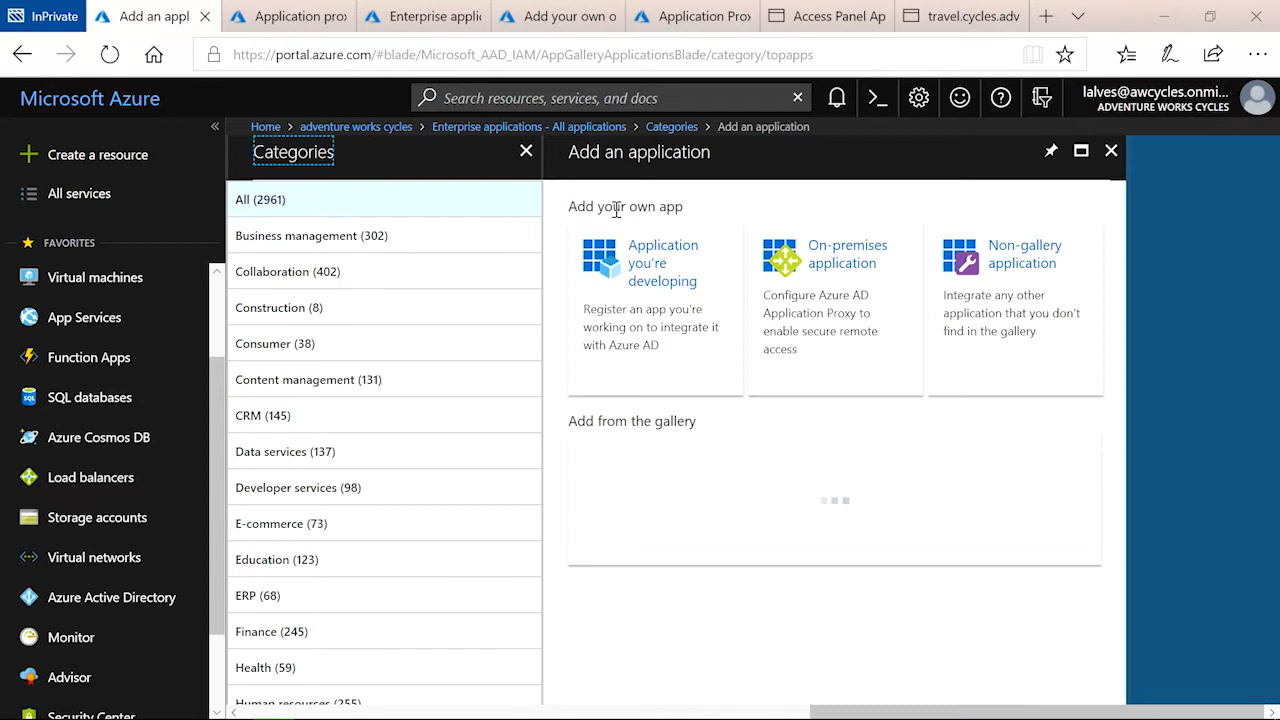 InPrivate
Add an appl
Application pro
Enterprise appli
Add your own o
Application Pro
Access Panel Ap
travel.cycles.adv
https://portal.azure.com/#blade/Microsoft_AAD_IAM/AppGalleryApplicationsBlade/category/topapps
Microsoft Azure
Search resources, services, and docs
lalves@awcycles.onmi...
ADVENTURE WORKS CYCLES
Home > adventure works cycles > Enterprise applications - All applications > Categories > Add an application
Create a resource
All services
FAVORITES
Virtual machines
App Services
Function Apps
SQL databases
Azure Cosmos DB
Load balancers
Storage accounts
Virtual networks
Azure Active Directory
Monitor
Advisor
Security Center
Categories
All (2961)
Business management (302)
Collaboration (402)
Construction (8)
Consumer (38)
Content management (131)
CRM (145)
Data services (137)
Developer services (98)
E-commerce (73)
Education (123)
ERP (68)
Finance (245)
Health (59)
Human resources (255)
Add an application
Add your own app
Application
you're
developing
Register an app you're
working on to integrate it
with Azure AD
On-premises
application
Configure Azure AD
Application Proxy to
enable secure remote
access
Non-gallery
application
Integrate any other
application that you don't
find in the gallery
Add from the gallery